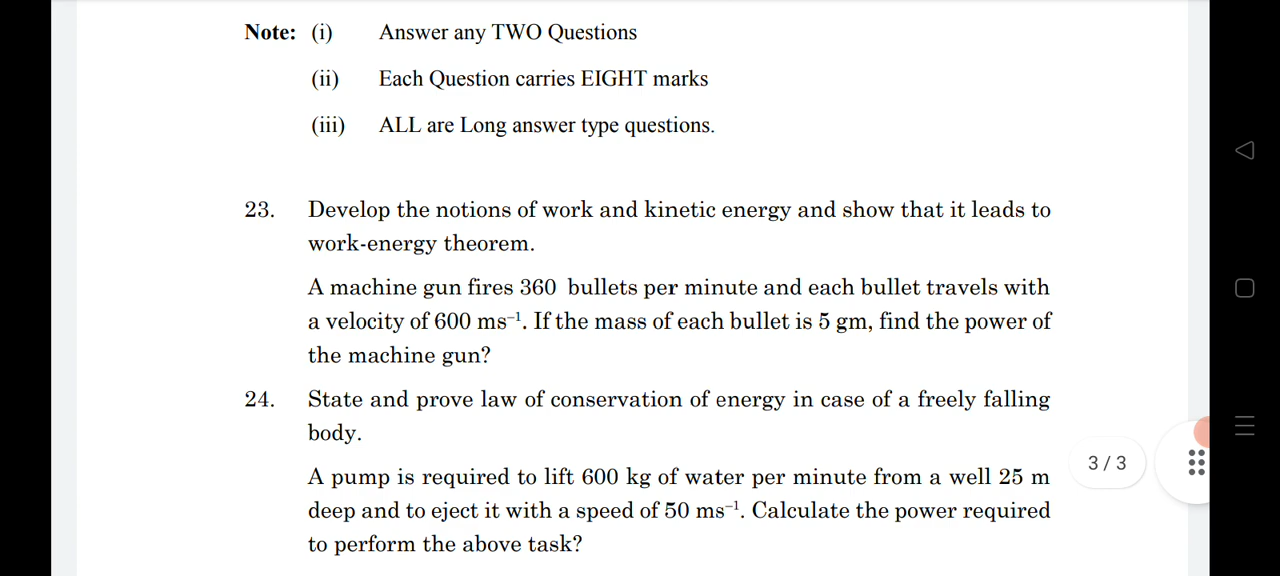 Note: (i) Answer any TWO Questions
(ii) Each Question carries EIGHT marks
(iii) ALL are Long answer type questions.
23. Develop the notions of work and kinetic energy and show that it leads to
work-energy theorem.
A machine gun fires 360 bullets per minute and each bullet travels with
a velocity of 600 ms⁻¹. If the mass of each bullet is 5 gm, find the power of
the machine gun?
24. State and prove law of conservation of energy in case of a freely falling
body.
A pump is required to lift 600 kg of water per minute from a well 25 m
deep and to eject it with a speed of 50 ms⁻¹. Calculate the power required
to perform the above task?
3 / 3